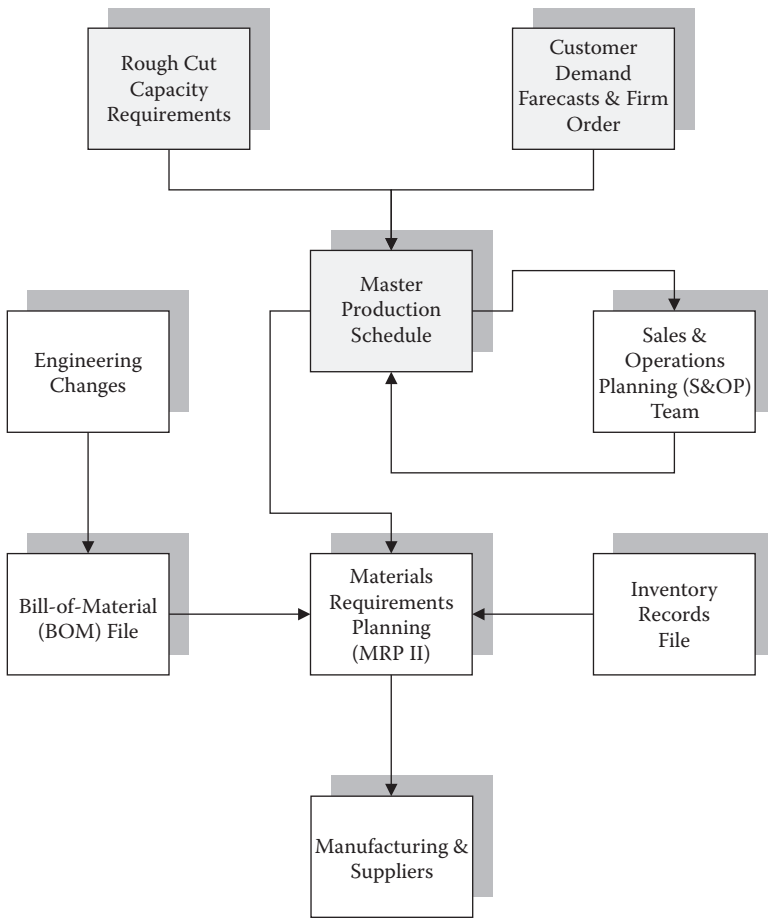 Rough Cut
Capacity
Requirements
Customer
Demand
Farecasts & Firm
Order
Master
Production
Schedule
Engineering
Changes
Sales &
Operations
Planning (S&OP)
Team
Bill-of-Material
(BOM) File
Materials
Requirements
Planning
(MRP II)
Inventory
Records
File
Manufacturing &
Suppliers